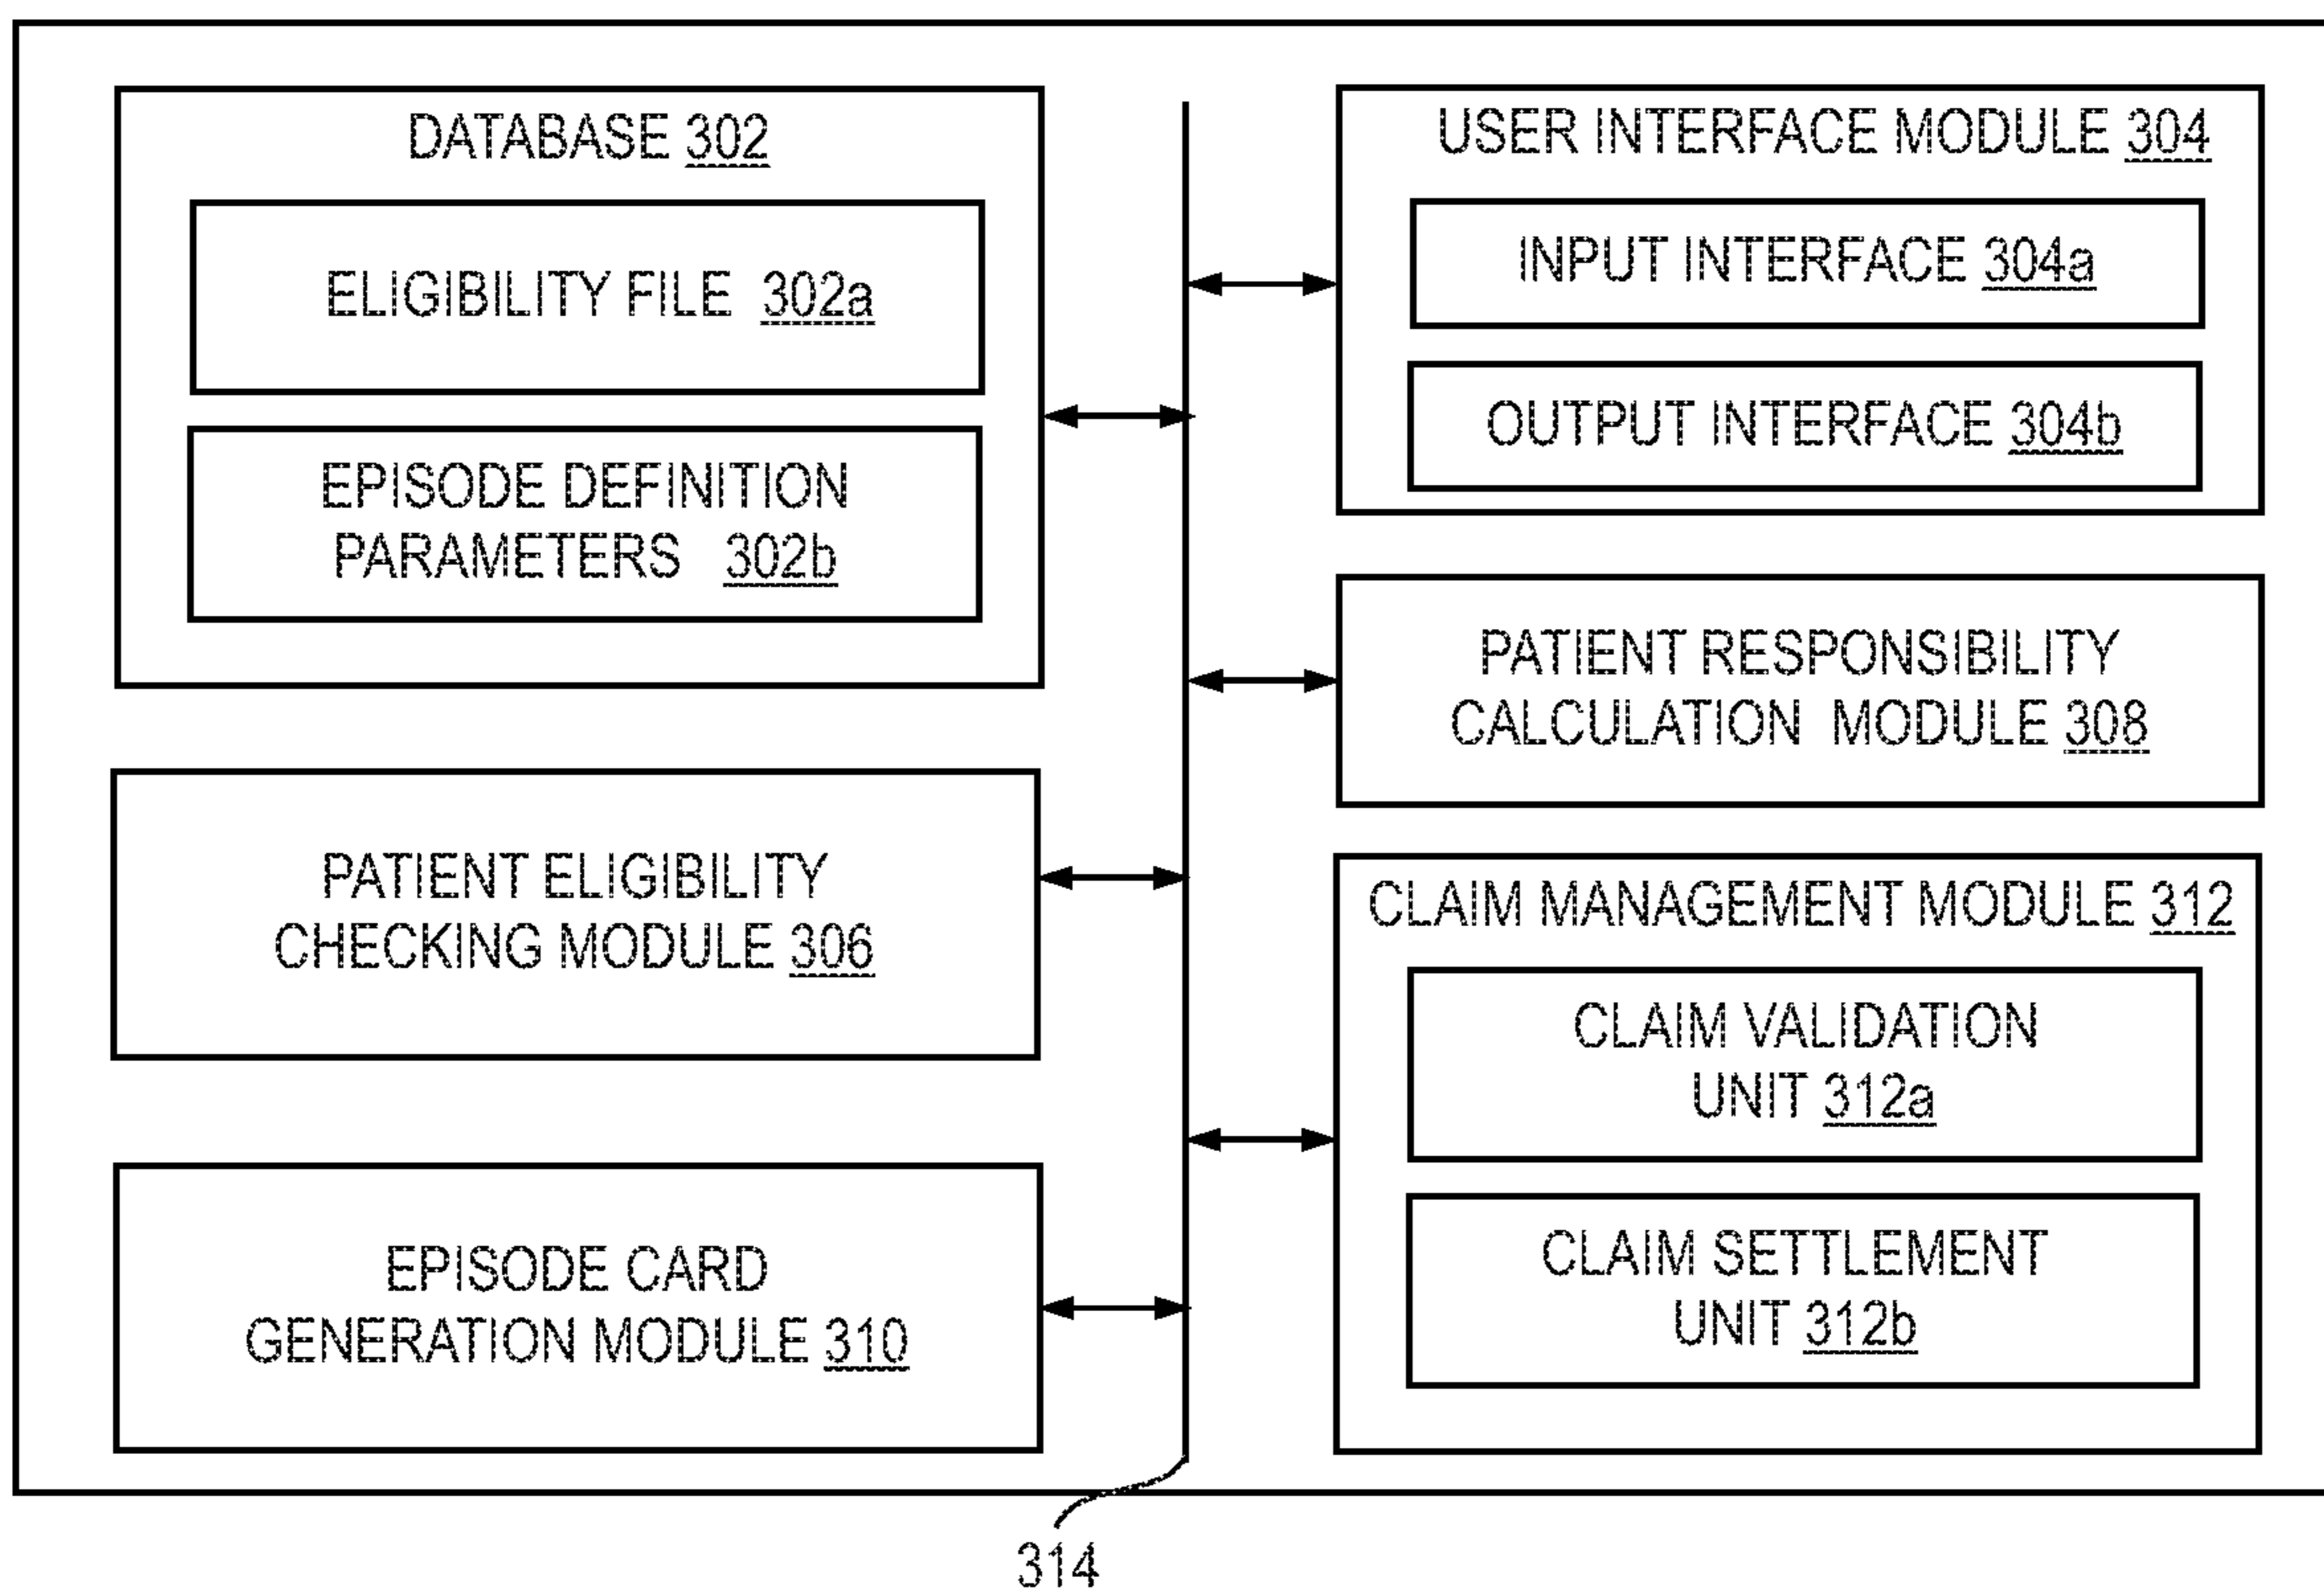 DATABASE 302
ELIGIBILITY FILE 302a
EPISODE DEFINITION
PARAMETERS 302b
PATIENT ELIGIBILITY
CHECKING MODULE 306
EPISODE CARD
GENERATION MODULE 310
USER INTERFACE MODULE 304
INPUT INTERFACE 304a
OUTPUT INTERFACE 304b
PATIENT RESPONSIBILITY
CALCULATION MODULE 308
CLAIM MANAGEMENT MODULE 312
CLAIM VALIDATION
UNIT 312a
CLAIM SETTLEMENT
UNIT 312b
314